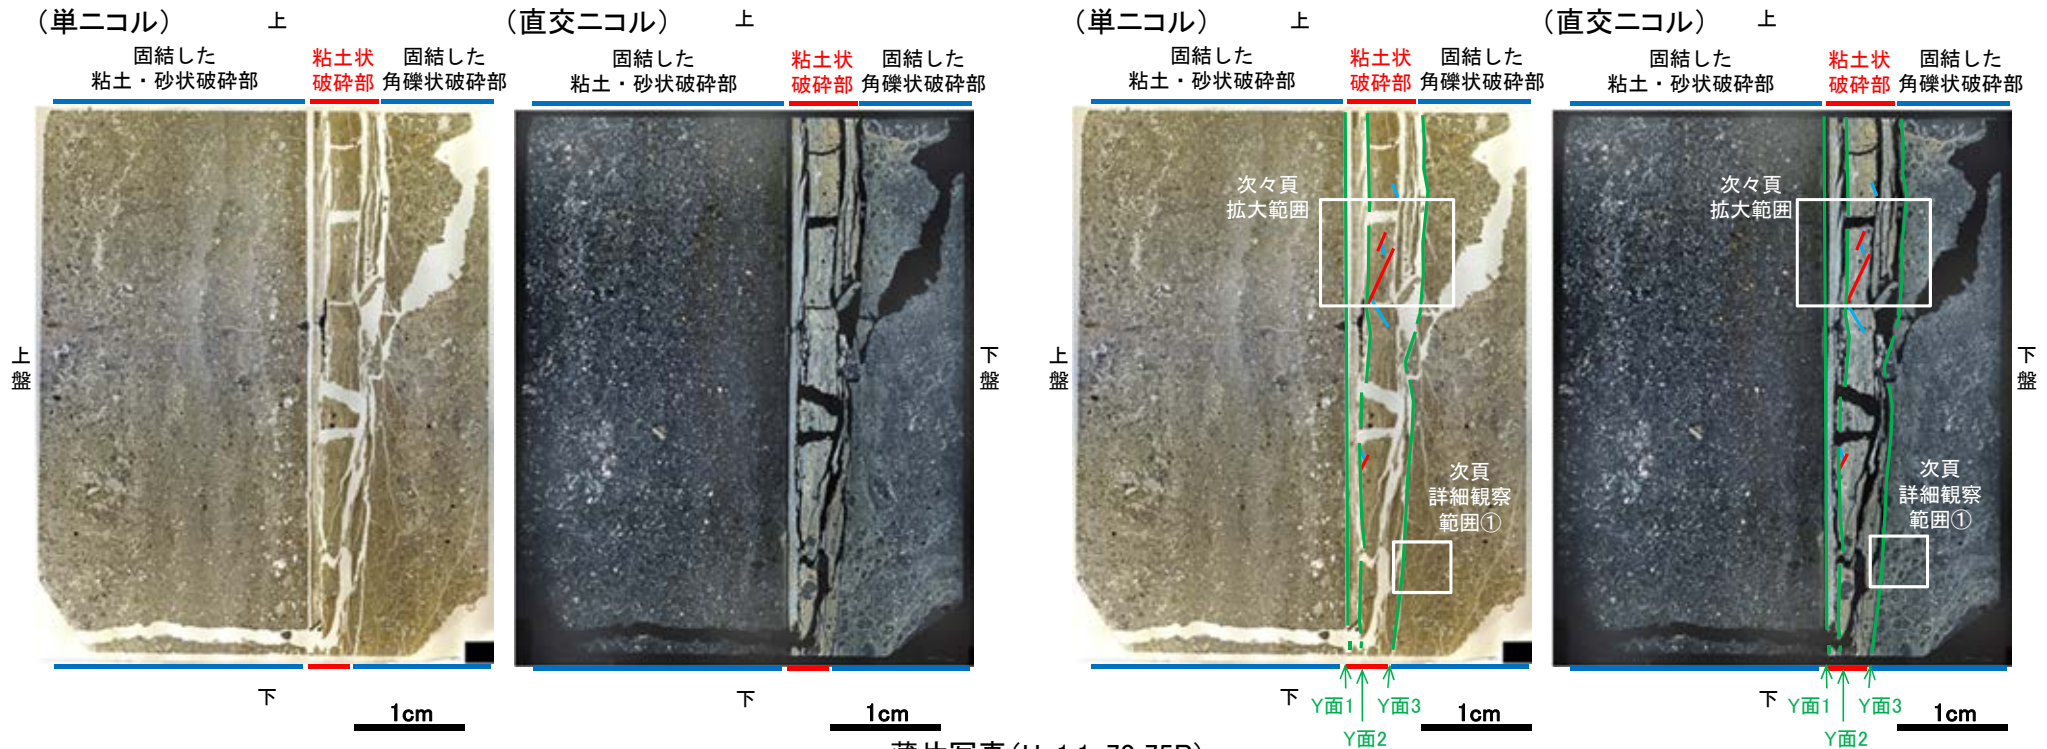 （単ニコル）
上
（直交ニコル）
上
（単ニコル）
上
（直交ニコル）
上
固結した
粘土・砂状破砕部
粘土状
破砕部
固結した
角礫状破砕部
固結した
粘土・砂状破砕部
粘土状
破砕部
固結した
角礫状破砕部
固結した
粘土・砂状破砕部
粘土状
破砕部
固結した
角礫状破砕部
固結した
粘土・砂状破砕部
粘土状
破砕部
固結した
角礫状破砕部
次々頁
拡大範囲
次々頁
拡大範囲
上
盤
下
盤
上
盤
下
盤
次頁
詳細観察
範囲①
次頁
詳細観察
範囲①
下
1cm
下
1cm
下
Y面1
Y面3
Y面2
1cm
下
Y面1
Y面3
Y面2
1cm